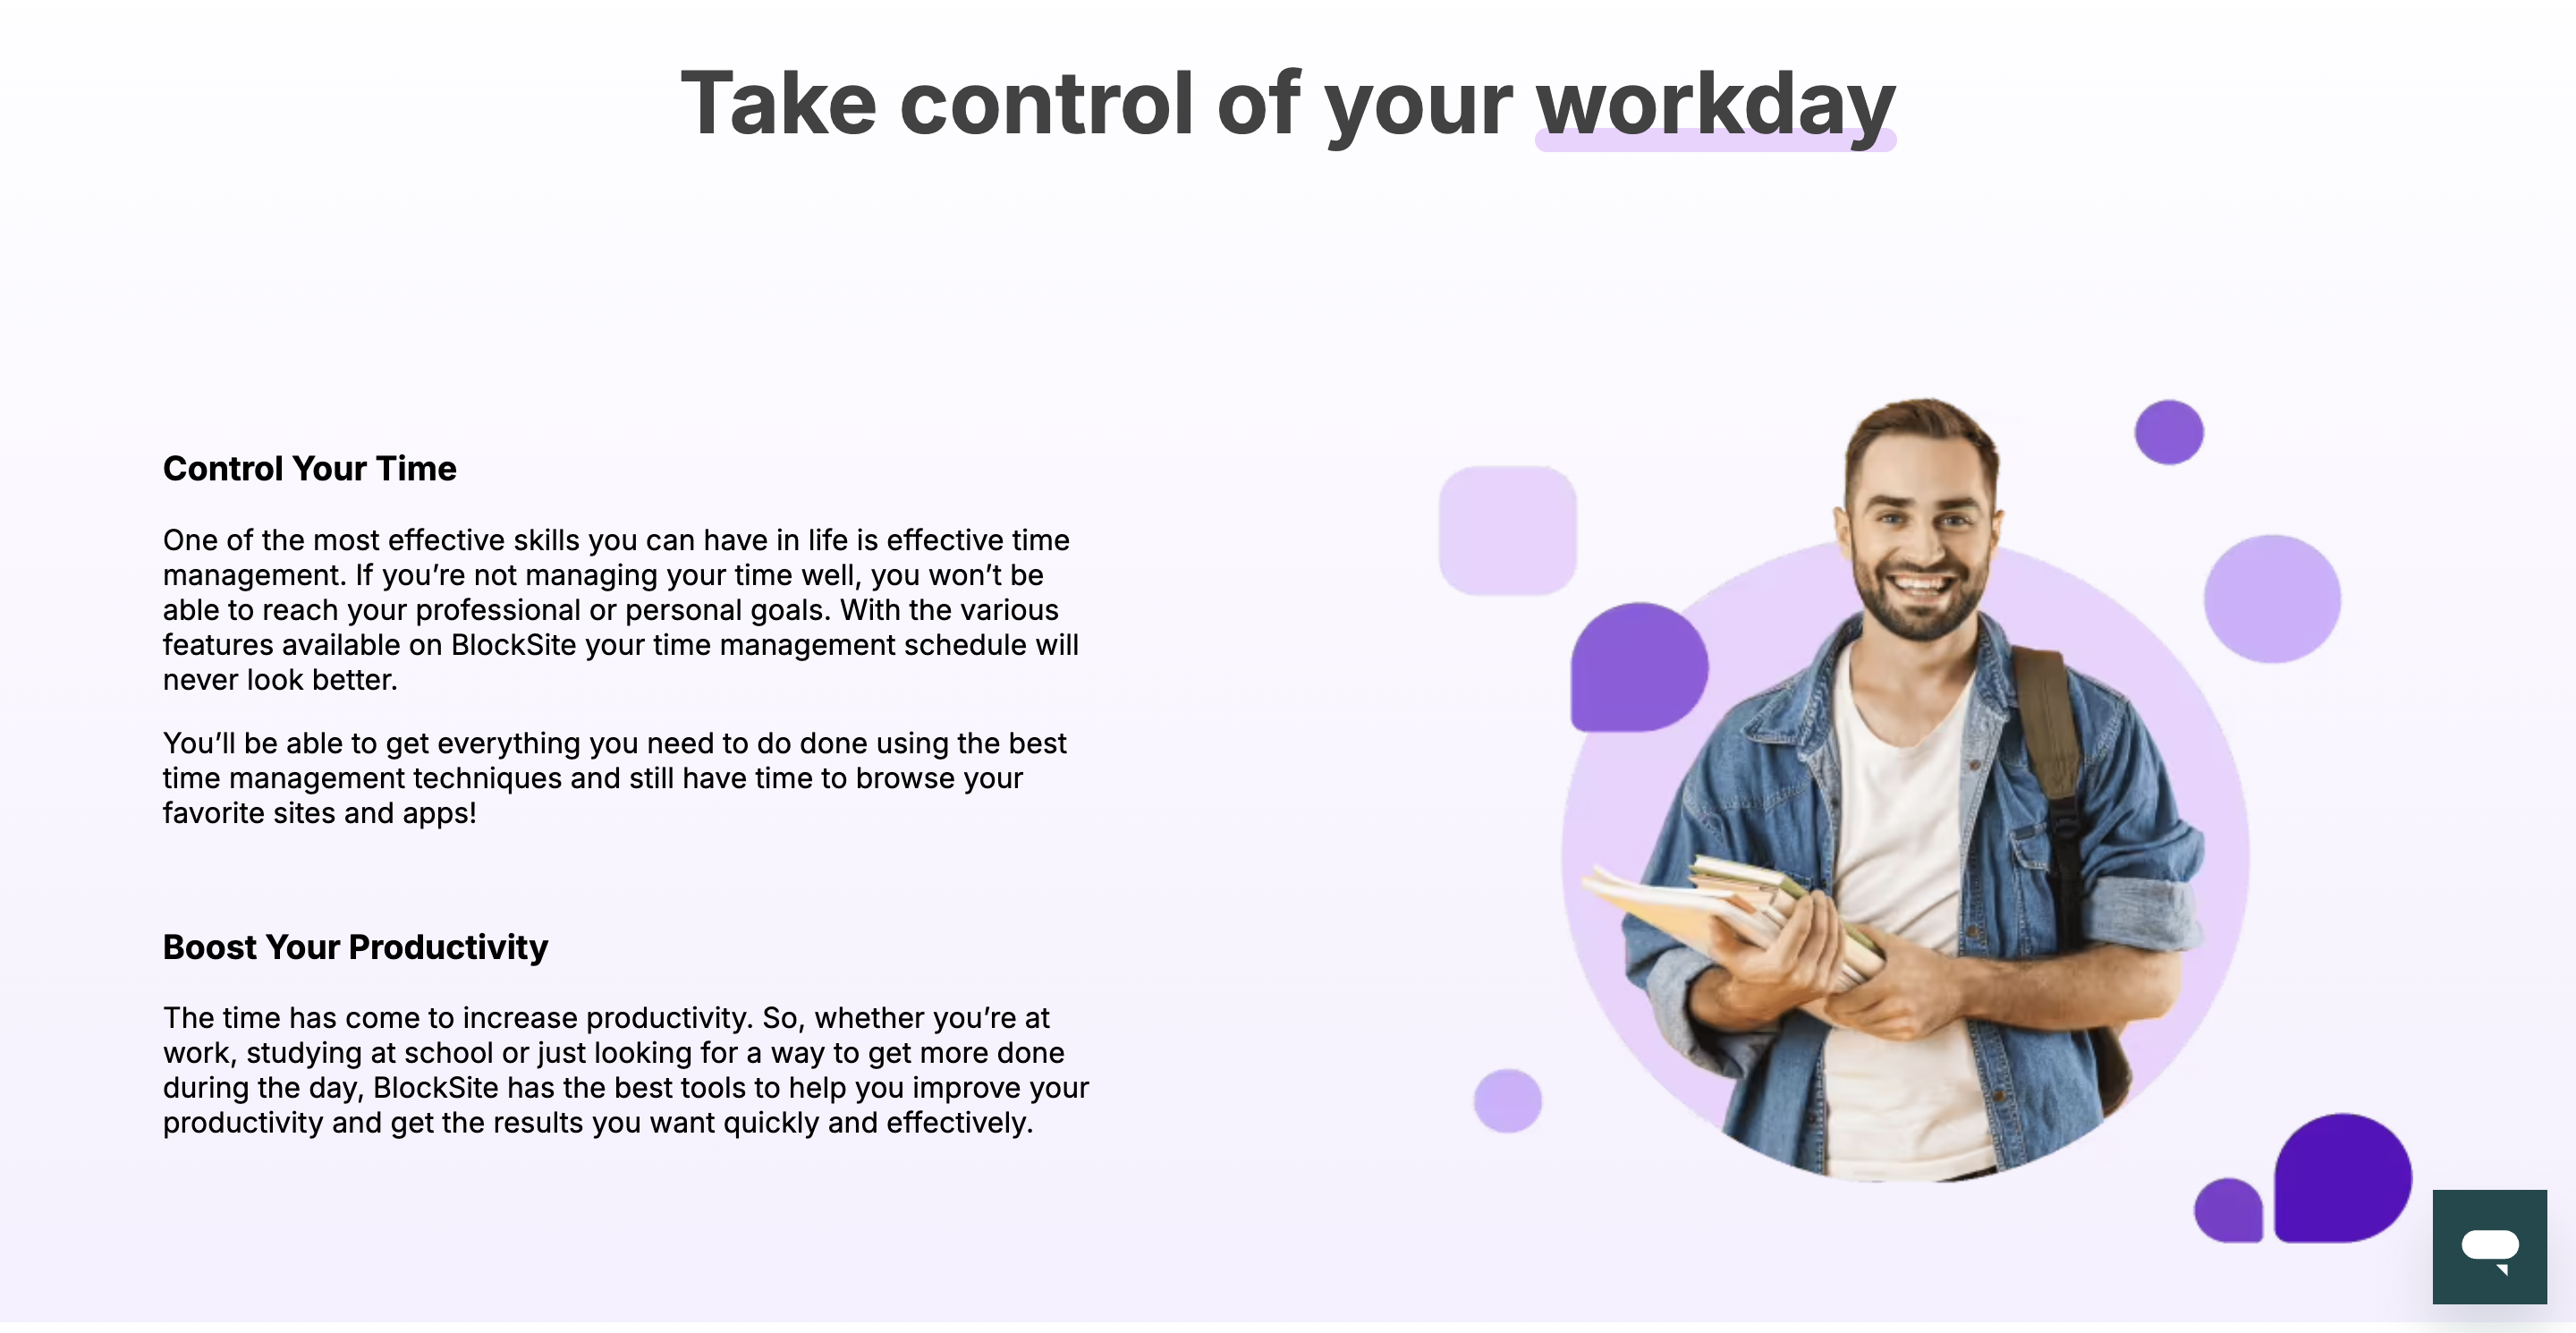 Take control of your workday
Control Your Time
One of the most effective skills you can have in life is effective time
management. If you’re not managing your time well, you won’t be
able to reach your professional or personal goals. With the various
features available on BlockSite your time management schedule will
never look better.
You’ll be able to get everything you need to do done using the best
time management techniques and still have time to browse your
favorite sites and apps!
Boost Your Productivity
The time has come to increase productivity. So, whether you’re at
work, studying at school or just looking for a way to get more done
during the day, BlockSite has the best tools to help you improve your
productivity and get the results you want quickly and effectively.